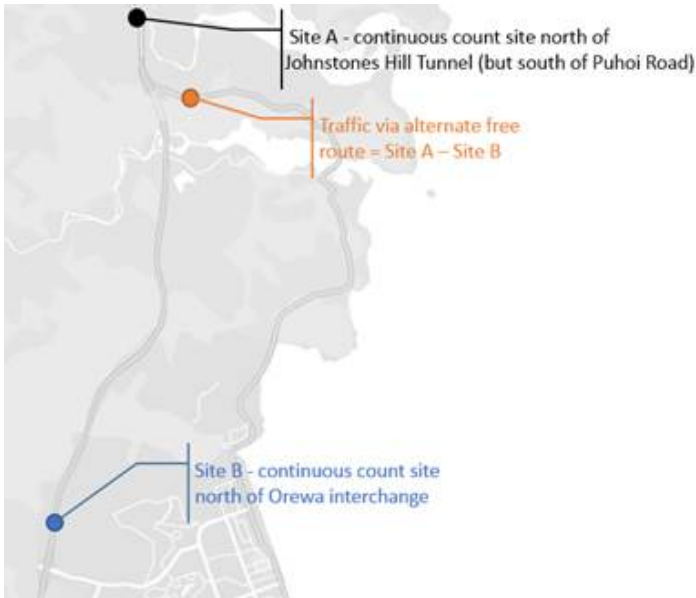 Site A - continuous count site north of
Johnstones Hill Tunnel (but south of Puhoi Road)
Traffic via alternate free
route = Site A – Site B
Site B - continuous count site
north of Orewa interchange